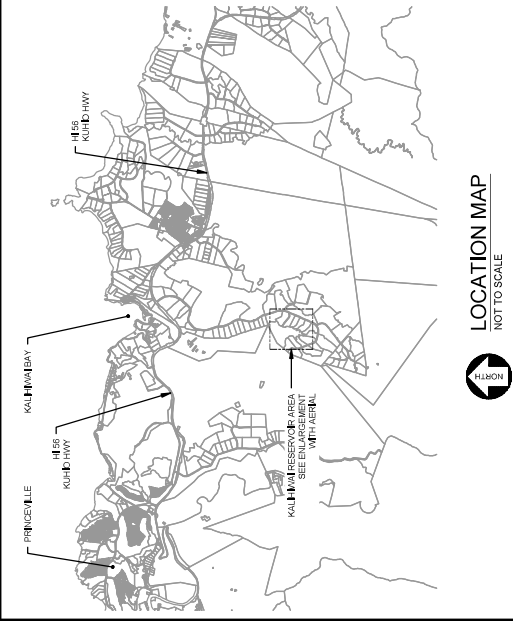 PRINCEVILLE
HI 56
KUHIO HWY
KALIHIWAI BAY
HI 56
KUHIO HWY
KALIHIWAI RESERVOIR AREA
SEE ENLARGEMENT
WITH AERIAL
NORTH
LOCATION MAP
NOT TO SCALE